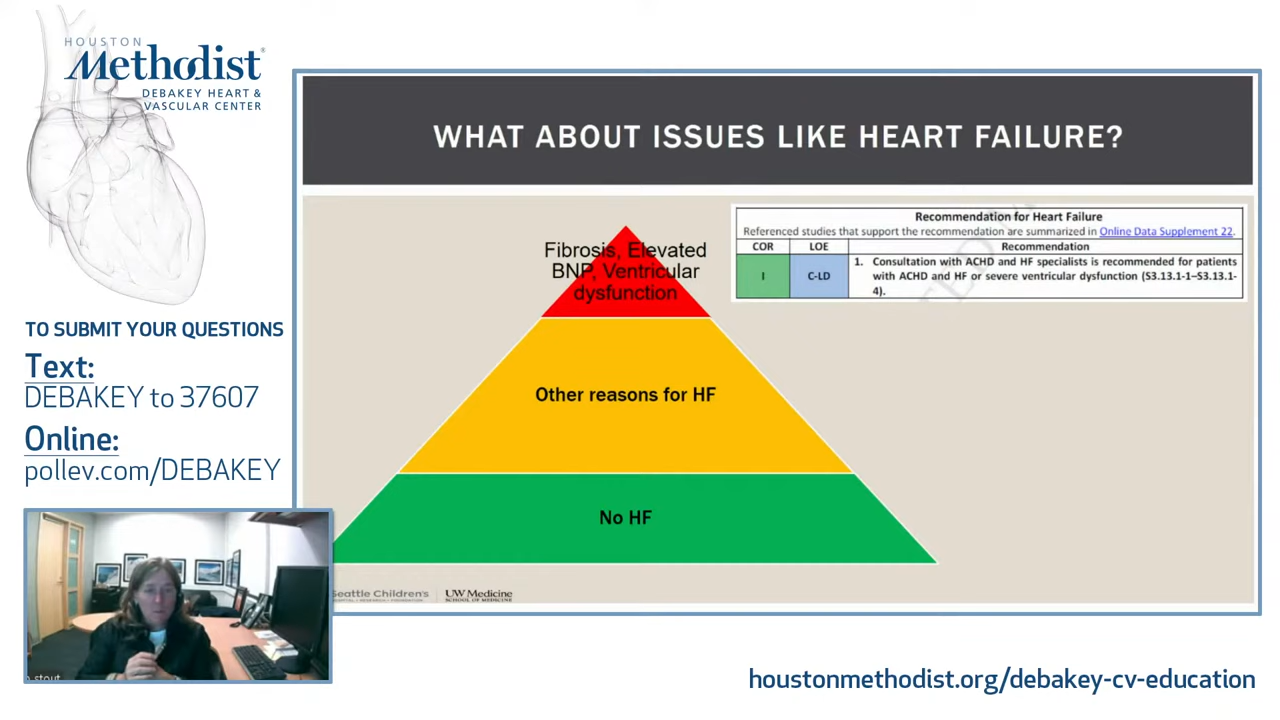 HOUSTON
Methodist®
DEBAKEY HEART &
VASCULAR CENTER
TO SUBMIT YOUR QUESTIONS
Text:
DEBAKEY to 37607
Online:
pollev.com/DEBAKEY
WHAT ABOUT ISSUES LIKE HEART FAILURE?
Fibrosis, Elevated
BNP, Ventricular
dysfunction
Other reasons for HF
No HF
Recommendation for Heart Failure
Referenced studies that support the recommendation are summarized in Online Data Supplement 22.
COR LOE Recommendation
I C-LD 1. Consultation with ACHD and HF specialists is recommended for patients
with ACHD and HF or severe ventricular dysfunction (S3.13.1-1–S3.13.1-
4).
Seattle Children's
UW Medicine
SCHOOL OF MEDICINE
stout
houstonmethodist.org/debakey-cv-education